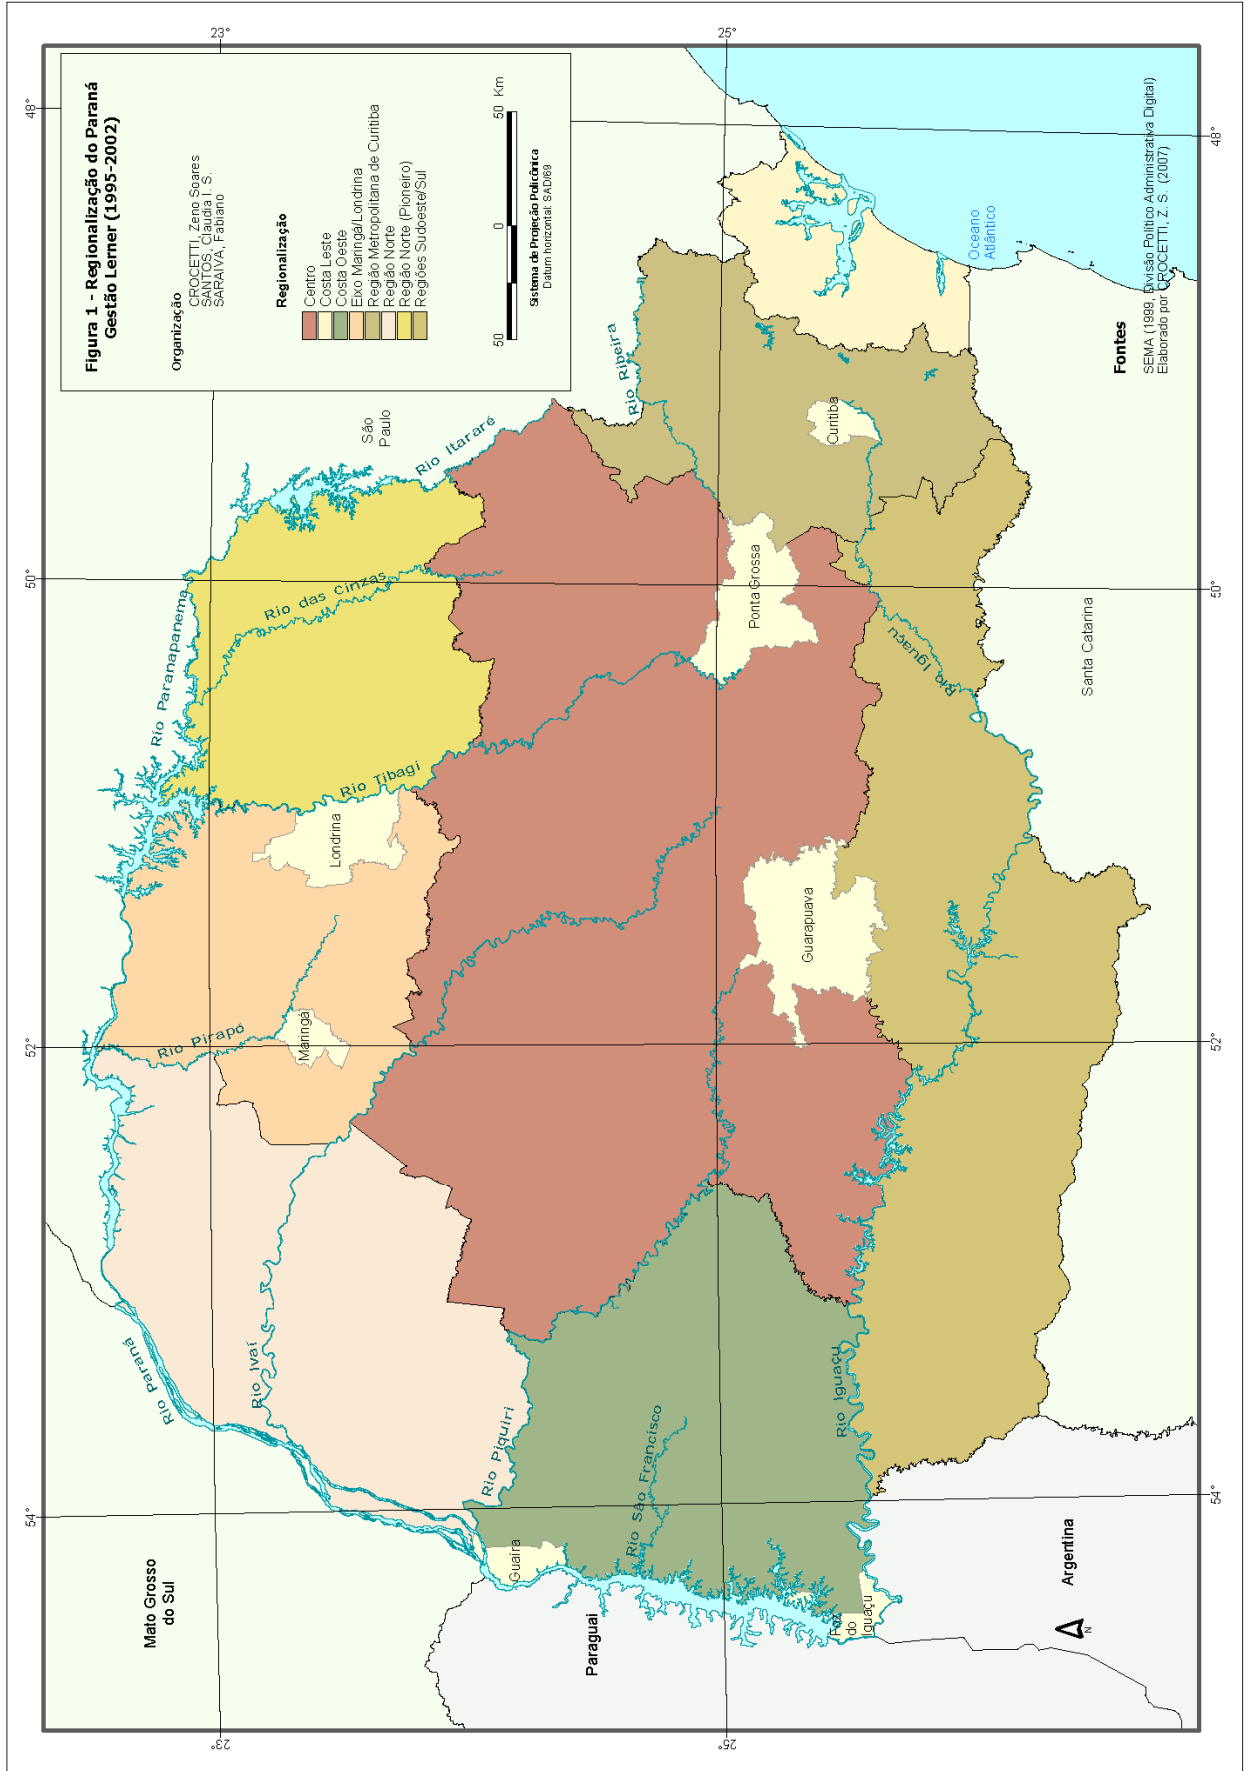 Figura 1 - Regionalização do Paraná
Gestão Lerner (1995-2002)
Organização
CROCETTI, Zeno Soares
SANTOS, Claudia I. S.
SARAIVA, Fabiano
Regionalização
Centro
Costa Leste
Costa Oeste
Eixo Maringá/Londrina
Região Metropolitana de Curitiba
Região Norte
Região Norte (Pioneiro)
Regiões Sudoeste/Sul
50 0 50 Km
Sistema de Projeção Policônica
Datum horizontal: SAD/69
54° 52° 50° 48°
23°
23°
25°
25°
54° 52° 50° 48°
Mato Grosso
do Sul
São
Paulo
Paraguai
Argentina
Santa Catarina
Oceano
Atlântico
Rio Paraná
Rio Ivaí
Rio Piquiri
Rio São Francisco
Rio Iguaçu
Rio Pirapó
Rio Paranapanema
Rio Tibagi
Rio das Cinzas
Rio Itararé
Rio Ribeira
Rio Iguaçu
Maringá
Londrina
Guaíra
Foz
do
Iguaçu
Guarapuava
Ponta Grossa
Curitiba
Fontes
SEMA (1999, Divisão Político Administrativa Digital)
Elaborado por CROCETTI, Z. S. (2007)
N